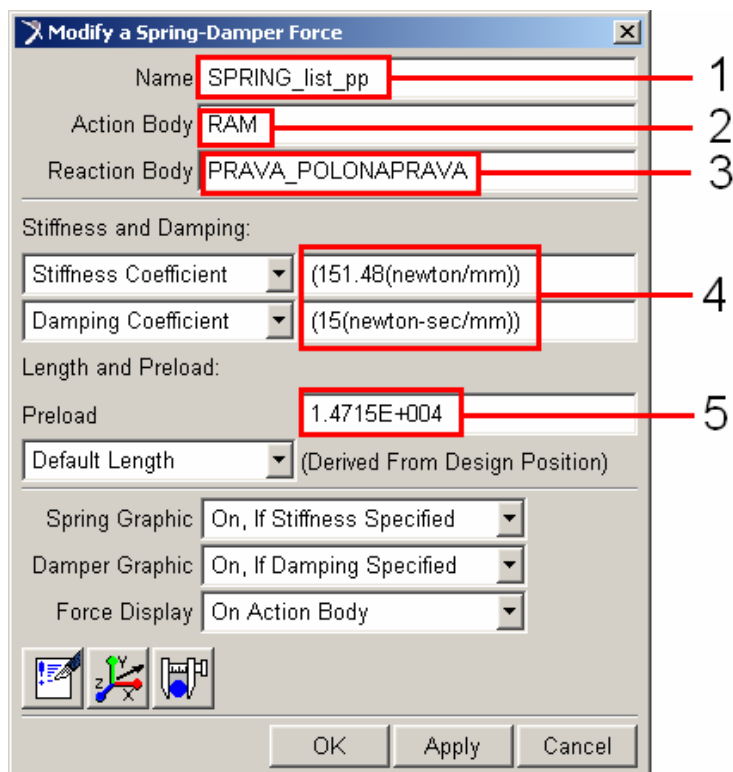 Modify a Spring-Damper Force
Name SPRING_list_pp 1
Action Body RAM 2
Reaction Body PRAVA_POLONAPRAVA 3
Stiffness and Damping:
Stiffness Coefficient (151.48(newton/mm))
4
Damping Coefficient (15(newton-sec/mm))
Length and Preload:
Preload 1.4715E+004 5
Default Length (Derived From Design Position)
Spring Graphic On, If Stiffness Specified
Damper Graphic On, If Damping Specified
Force Display On Action Body
Z Y X
OK Apply Cancel